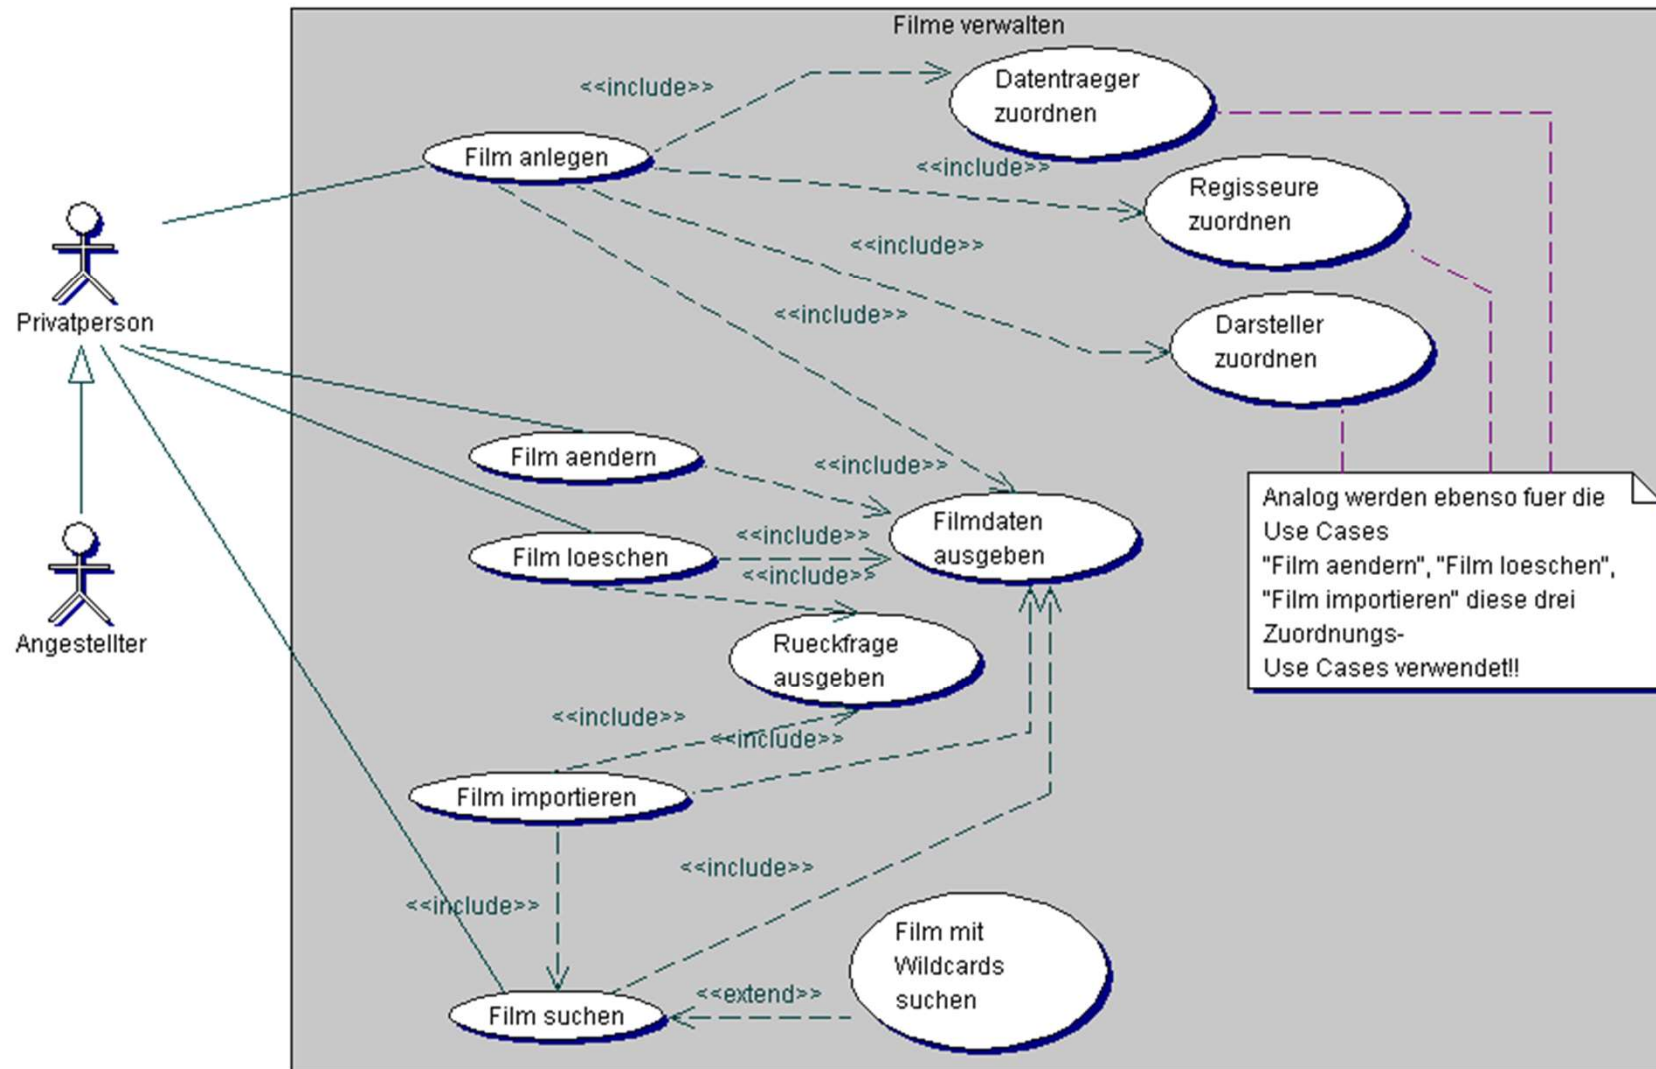 Filme verwalten
<<include>>
Datentraeger
zuordnen
Film anlegen
<<include>>
Regisseure
zuordnen
<<include>>
Privatperson
<<include>>
Darsteller
zuordnen
Film aendern
<<include>>
Filmdaten
ausgeben
Analog werden ebenso fuer die
Use Cases
"Film aendern", "Film loeschen",
"Film importieren" diese drei
Zuordnungs-
Use Cases verwendet!!
Film loeschen
<<include>>
<<include>>
Angestellter
Rueckfrage
ausgeben
<<include>>
<<include>>
Film importieren
<<include>>
<<include>>
Film mit
Wildcards
suchen
<<extend>>
Film suchen